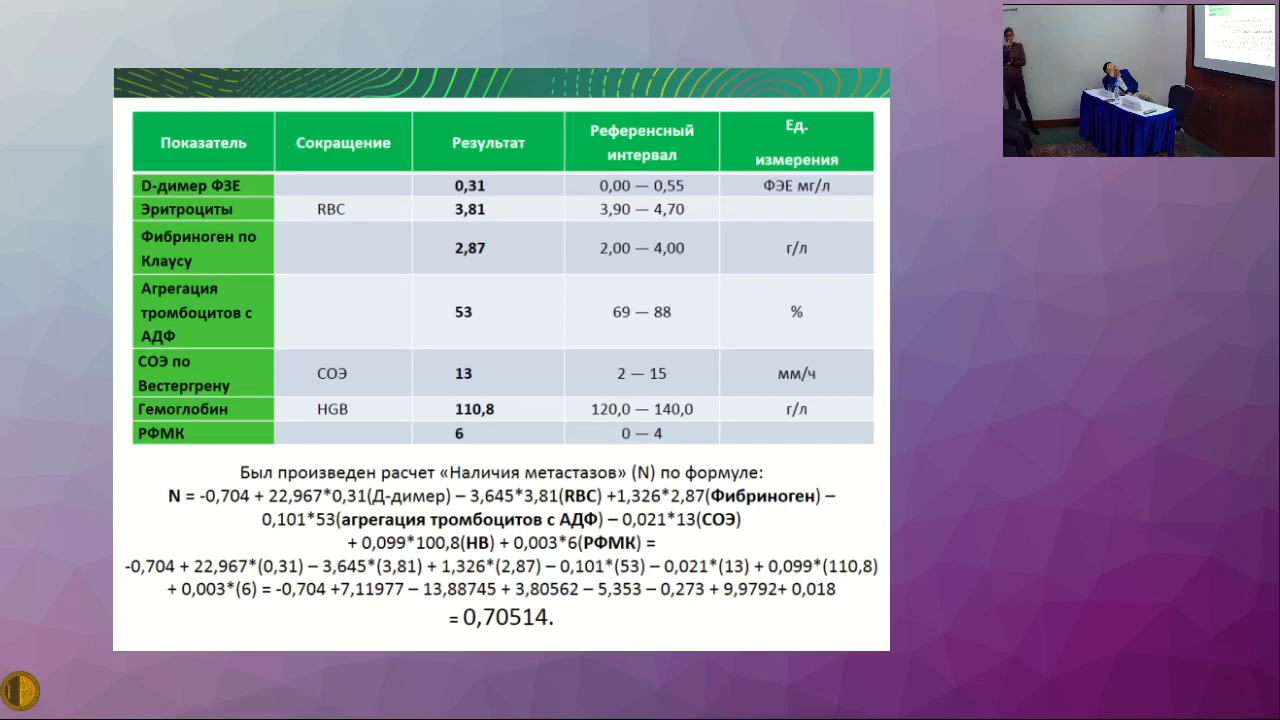 Показатель Сокращение Результат Референсный интервал Ед. измерения
D-димер ФЗЕ 0,31 0,00 — 0,55 ФЭЕ мг/л
Эритроциты RBC 3,81 3,90 — 4,70
Фибриноген по Клаусу 2,87 2,00 — 4,00 г/л
Агрегация тромбоцитов с АДФ 53 69 — 88 %
СОЭ по Вестергрену СОЭ 13 2 — 15 мм/ч
Гемоглобин HGB 110,8 120,0 — 140,0 г/л
РФМК 6 0 — 4
Был произведен расчет «Наличия метастазов» (N) по формуле:
N = -0,704 + 22,967*0,31(Д-димер) – 3,645*3,81(RBC) +1,326*2,87(Фибриноген) –
0,101*53(агрегация тромбоцитов с АДФ) – 0,021*13(СОЭ)
+ 0,099*100,8(НВ) + 0,003*6(РФМК) =
-0,704 + 22,967*(0,31) – 3,645*(3,81) + 1,326*(2,87) – 0,101*(53) – 0,021*(13) + 0,099*(110,8)
+ 0,003*(6) = -0,704 +7,11977 – 13,88745 + 3,80562 – 5,353 – 0,273 + 9,9792+ 0,018
= 0,70514.